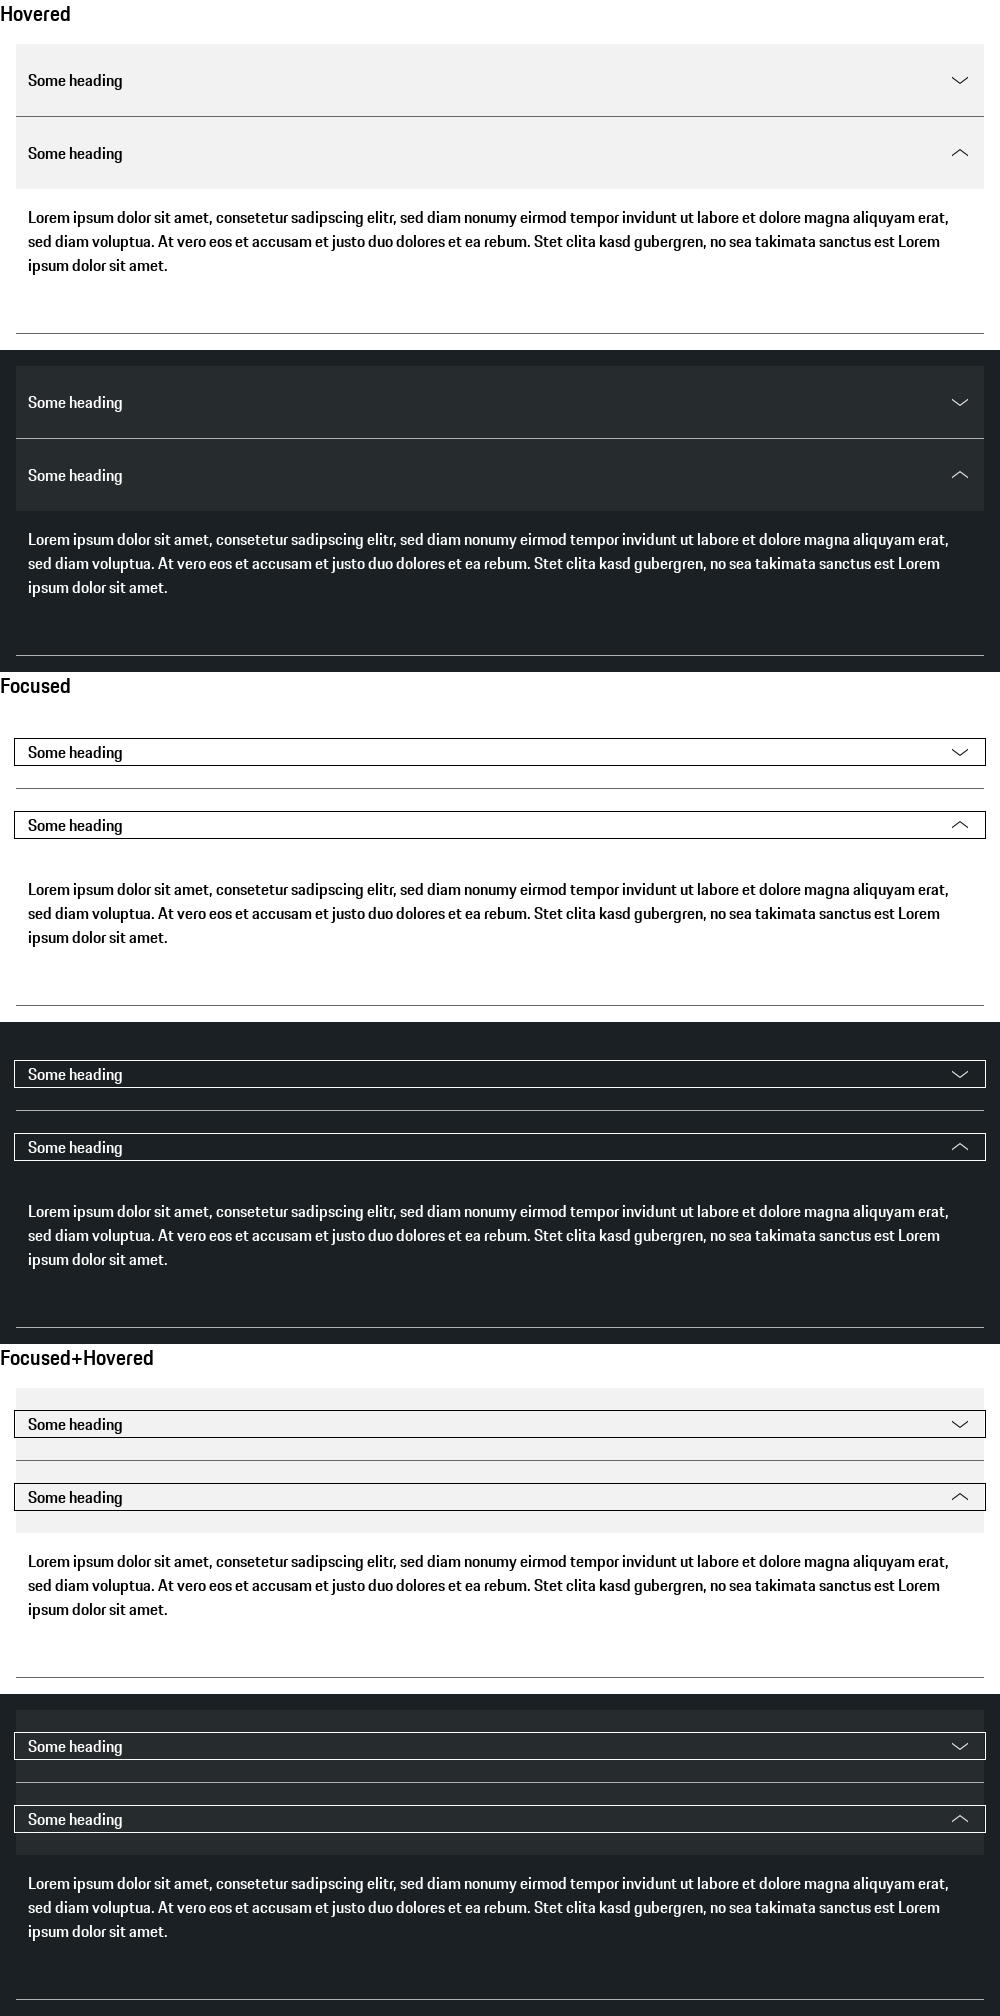 Hovered
Some heading
Some heading
Lorem ipsum dolor sit amet, consetetur sadipscing elitr, sed diam nonumy eirmod tempor invidunt ut labore et dolore magna aliquyam erat,
sed diam voluptua. At vero eos et accusam et justo duo dolores et ea rebum. Stet clita kasd gubergren, no sea takimata sanctus est Lorem
ipsum dolor sit amet.
Some heading
Some heading
Lorem ipsum dolor sit amet, consetetur sadipscing elitr, sed diam nonumy eirmod tempor invidunt ut labore et dolore magna aliquyam erat,
sed diam voluptua. At vero eos et accusam et justo duo dolores et ea rebum. Stet clita kasd gubergren, no sea takimata sanctus est Lorem
ipsum dolor sit amet.
Focused
Some heading
Some heading
Lorem ipsum dolor sit amet, consetetur sadipscing elitr, sed diam nonumy eirmod tempor invidunt ut labore et dolore magna aliquyam erat,
sed diam voluptua. At vero eos et accusam et justo duo dolores et ea rebum. Stet clita kasd gubergren, no sea takimata sanctus est Lorem
ipsum dolor sit amet.
Some heading
Some heading
Lorem ipsum dolor sit amet, consetetur sadipscing elitr, sed diam nonumy eirmod tempor invidunt ut labore et dolore magna aliquyam erat,
sed diam voluptua. At vero eos et accusam et justo duo dolores et ea rebum. Stet clita kasd gubergren, no sea takimata sanctus est Lorem
ipsum dolor sit amet.
Focused+Hovered
Some heading
Some heading
Lorem ipsum dolor sit amet, consetetur sadipscing elitr, sed diam nonumy eirmod tempor invidunt ut labore et dolore magna aliquyam erat,
sed diam voluptua. At vero eos et accusam et justo duo dolores et ea rebum. Stet clita kasd gubergren, no sea takimata sanctus est Lorem
ipsum dolor sit amet.
Some heading
Some heading
Lorem ipsum dolor sit amet, consetetur sadipscing elitr, sed diam nonumy eirmod tempor invidunt ut labore et dolore magna aliquyam erat,
sed diam voluptua. At vero eos et accusam et justo duo dolores et ea rebum. Stet clita kasd gubergren, no sea takimata sanctus est Lorem
ipsum dolor sit amet.